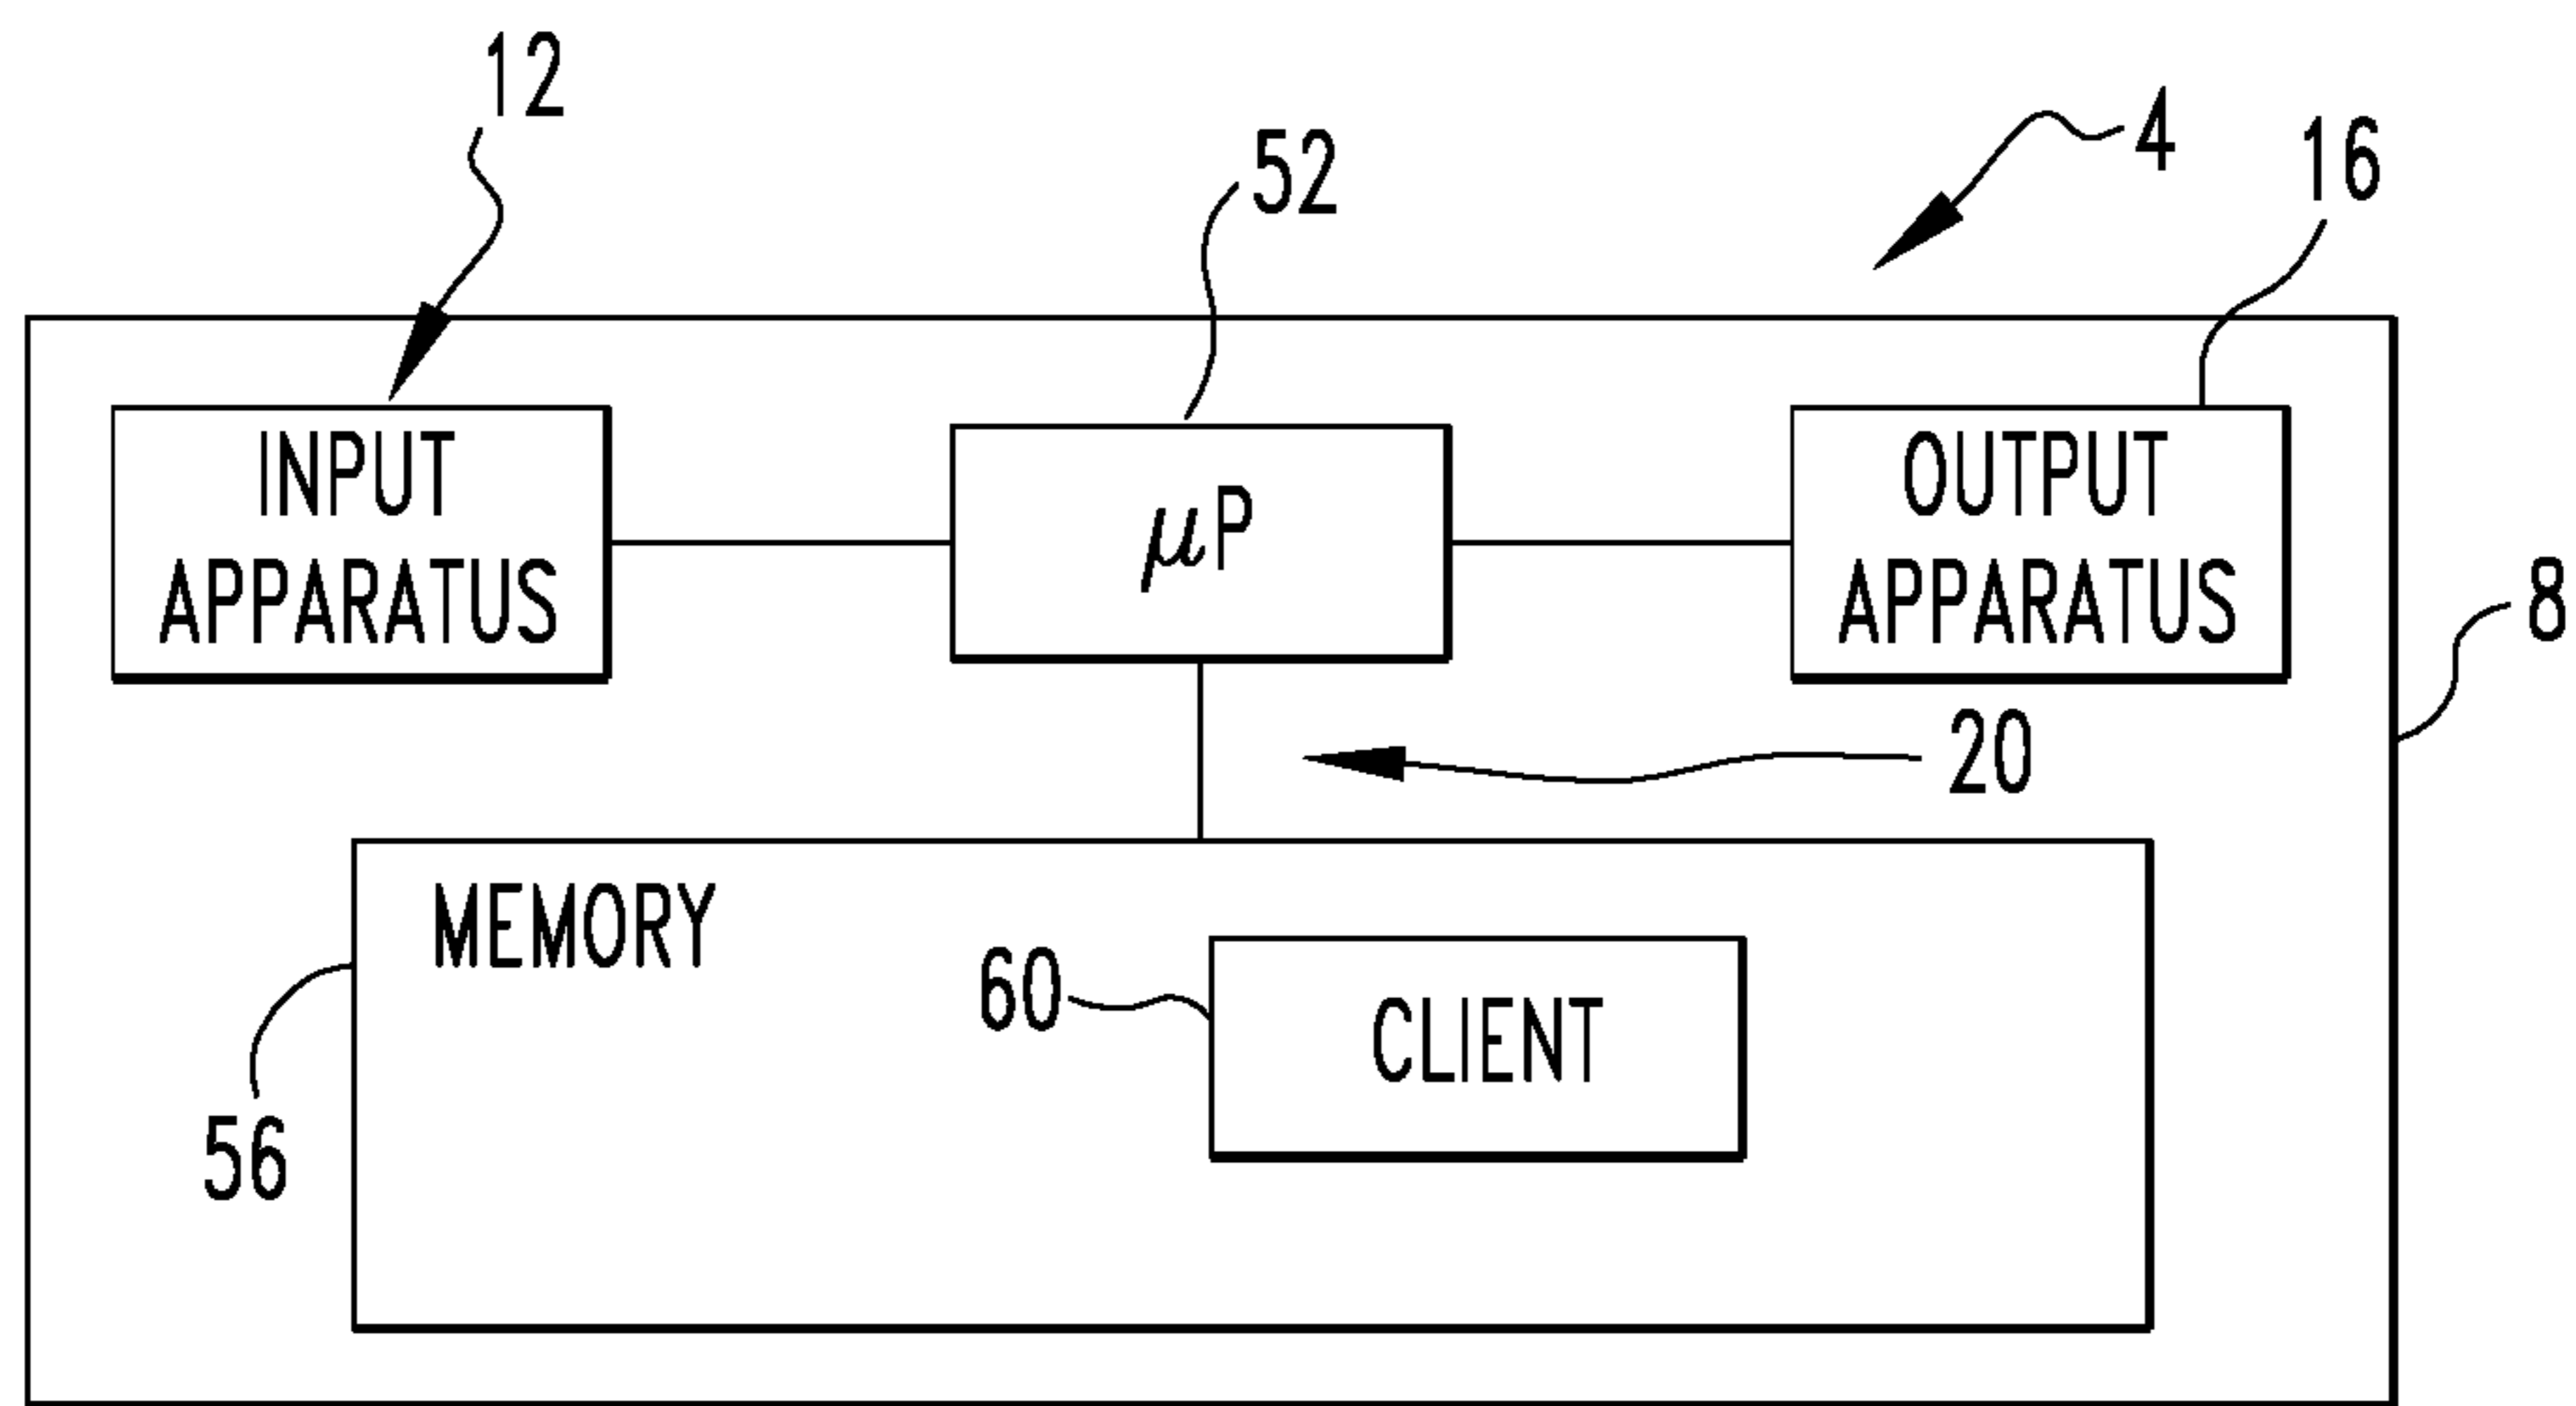 12
4
52
16
INPUT
APPARATUS
µP
OUTPUT
APPARATUS
8
20
MEMORY
60
CLIENT
56